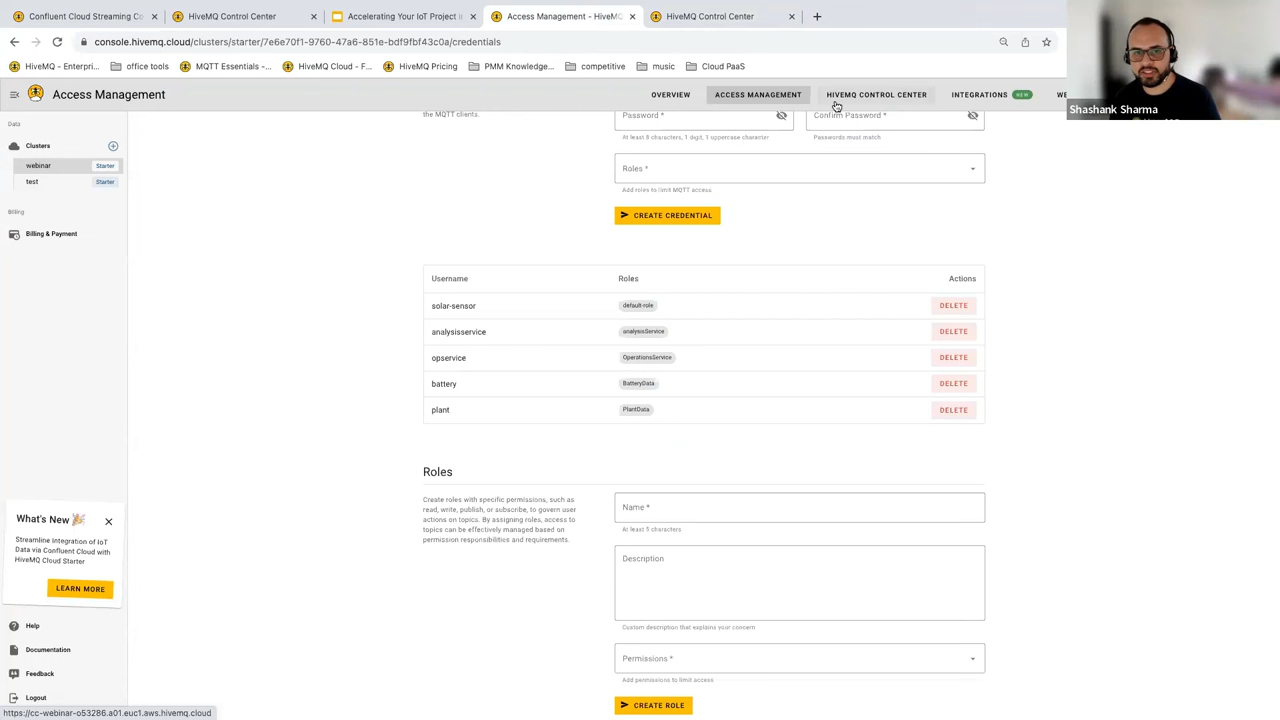 Confluent Cloud Streaming Co
HiveMQ Control Center
Accelerating Your IoT Project i
Access Management - HiveM
HiveMQ Control Center
console.hivemq.cloud/clusters/starter/7e6e70f1-9760-47a6-851e-bdf9fbf43c0a/credentials
HiveMQ - Enterpri...
office tools
MQTT Essentials -...
HiveMQ Cloud - F...
HiveMQ Pricing
PMM Knowledge...
competitive
music
Cloud PaaS
Access Management
OVERVIEW
ACCESS MANAGEMENT
HIVEMQ CONTROL CENTER
INTEGRATIONS NEW
WE
Shashank Sharma
Data
Clusters
webinar Starter
test Starter
Billing
Billing & Payment
What's New
Streamline Integration of IoT
Data via Confluent Cloud with
HiveMQ Cloud Starter
LEARN MORE
Help
Documentation
Feedback
Logout
https://cc-webinar-o53286.a01.euc1.aws.hivemq.cloud
the MQTT clients.
Password *
Confirm Password *
At least 8 characters, 1 digit, 1 uppercase character
Passwords must match
Roles *
Add roles to limit MQTT access
CREATE CREDENTIAL
Username Roles Actions
solar-sensor default-role DELETE
analysisservice analysisService DELETE
opservice OperationsService DELETE
battery BatteryData DELETE
plant PlantData DELETE
Roles
Create roles with specific permissions, such as
read, write, publish, or subscribe, to govern user
actions on topics. By assigning roles, access to
topics can be effectively managed based on
permission responsibilities and requirements.
Name *
At least 5 characters
Description
Custom description that explains your concern
Permissions *
Add permissions to limit access
CREATE ROLE